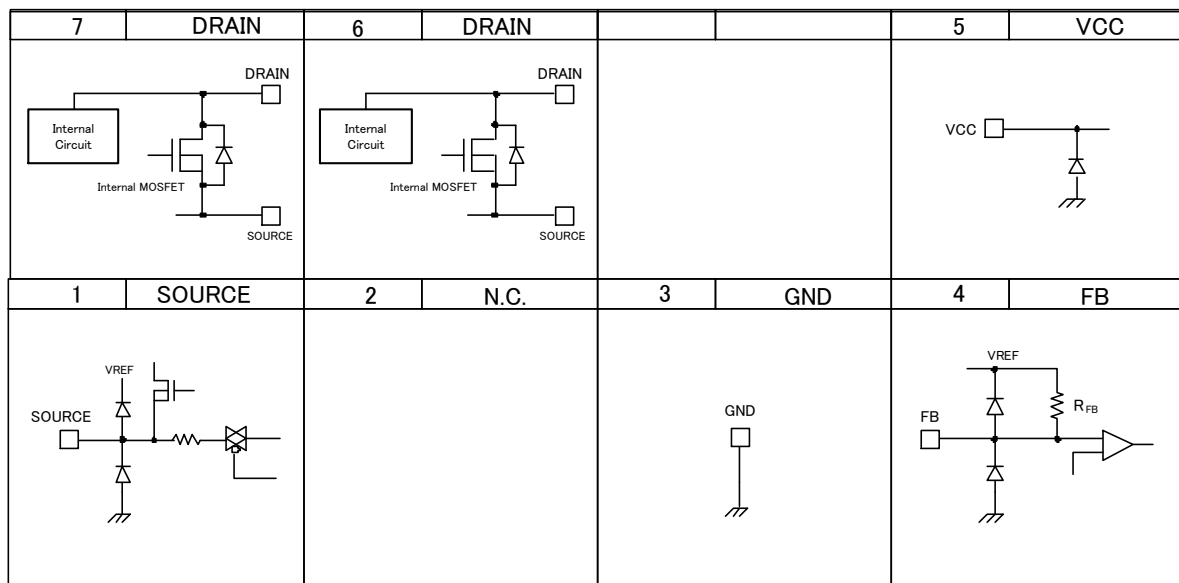 7 DRAIN 6 DRAIN 5 VCC
DRAIN
Internal
Circuit
Internal MOSFET
SOURCE
DRAIN
Internal
Circuit
Internal MOSFET
SOURCE
VCC
1 SOURCE 2 N.C. 3 GND 4 FB
VREF
SOURCE
GND
VREF
RFB
FB